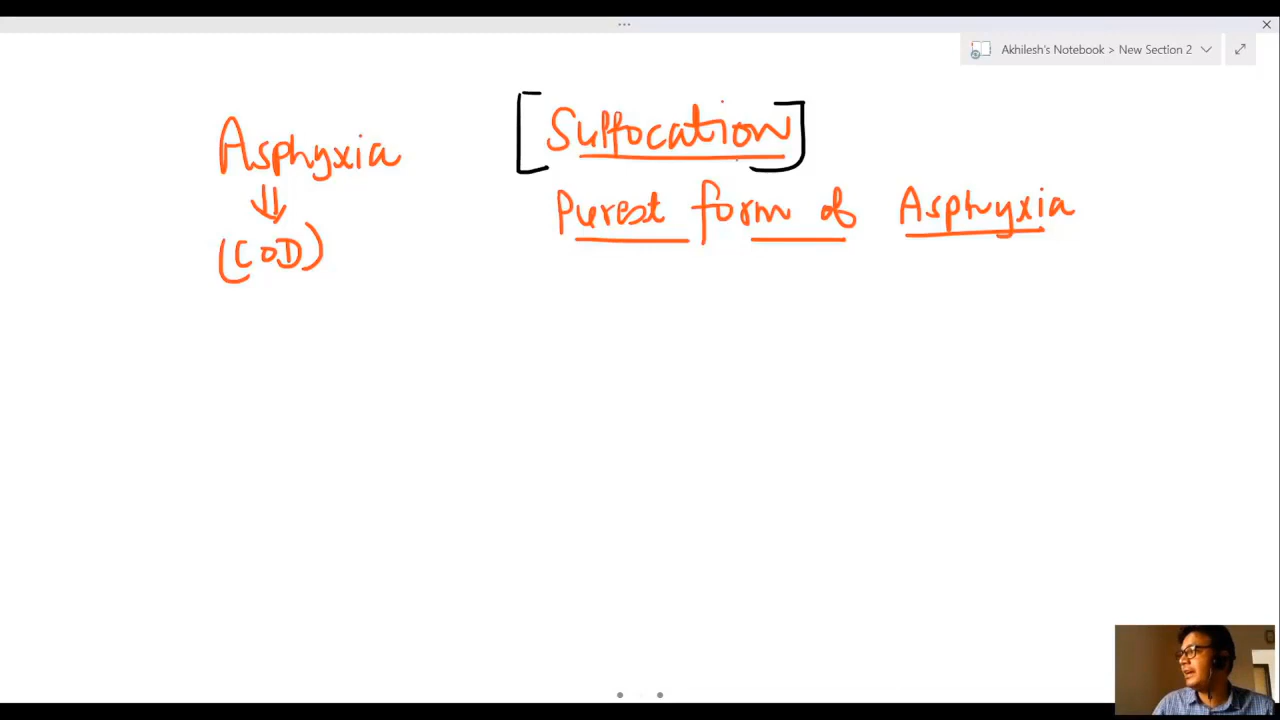 Akhilesh's Notebook > New Section 2
[Suffocation]
Asphyxia
Purest form of Asphyxia
(COD)